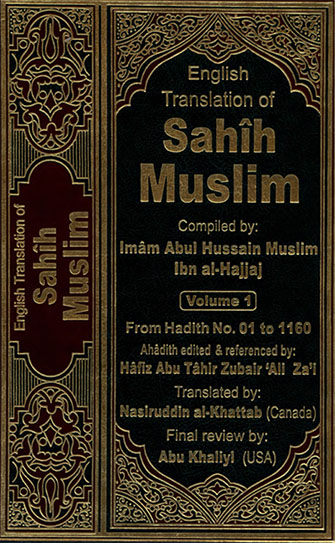 English Translation of
Sahîh
Muslim
English
Translation of
Sahîh
Muslim
Compiled by:
Imâm Abul Hussain Muslim
Ibn al-Hajjaj
Volume 1
From Hadith No. 01 to 1160
Ahâdith edited & referenced by:
Hâfiz Abu Tâhir Zubair 'Ali Za'i
Translated by:
Nasiruddin al-Khattab (Canada)
Final review by:
Abu Khaliyl (USA)